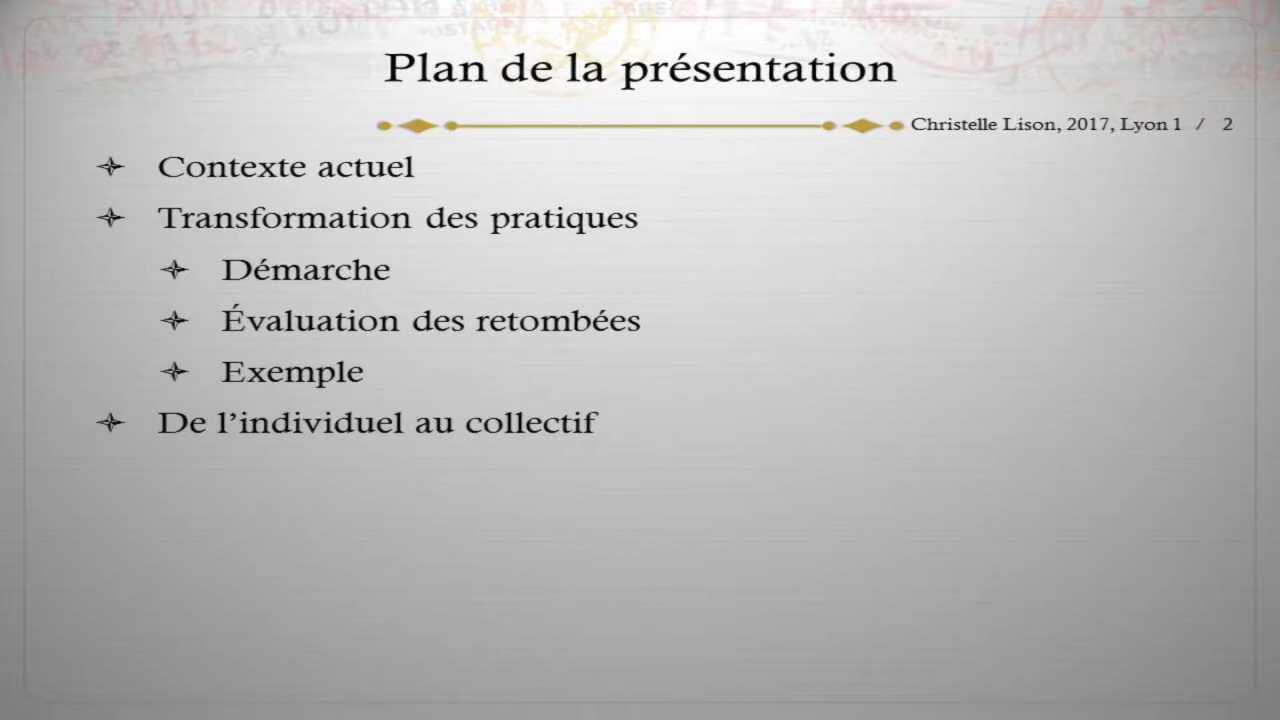 Plan de la présentation
Christelle Lison, 2017, Lyon 1 / 2
Contexte actuel
Transformation des pratiques
Démarche
Évaluation des retombées
Exemple
De l’individuel au collectif